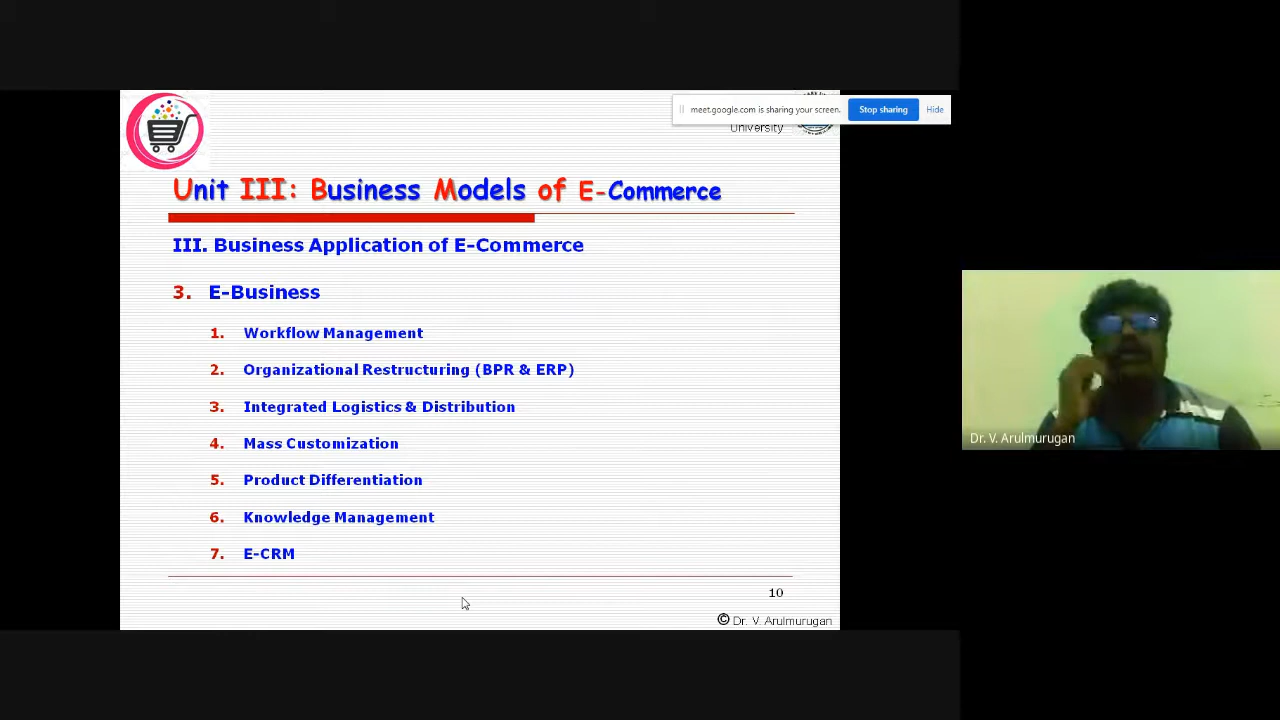 meet.google.com is sharing your screen.
Stop sharing
Hide
University
Unit III: Business Models of E-Commerce
III. Business Application of E-Commerce
3. E-Business
1. Workflow Management
2. Organizational Restructuring (BPR & ERP)
3. Integrated Logistics & Distribution
4. Mass Customization
5. Product Differentiation
6. Knowledge Management
7. E-CRM
10
© Dr. V. Arulmurugan
Dr. V. Arulmurugan